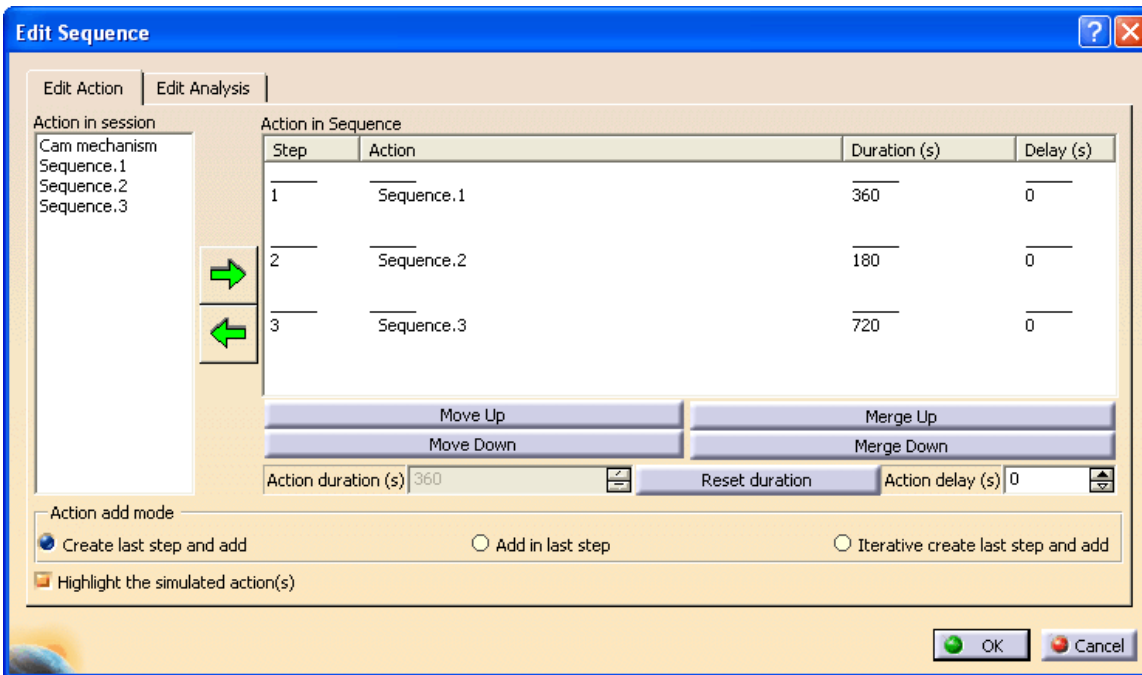 Edit Sequence
Edit Action Edit Analysis
Action in session
Cam mechanism
Sequence.1
Sequence.2
Sequence.3
Action in Sequence
Step Action Duration (s) Delay (s)
1 Sequence.1 360 0
2 Sequence.2 180 0
3 Sequence.3 720 0
Move Up Merge Up
Move Down Merge Down
Action duration (s) 360 Reset duration Action delay (s) 0
Action add mode
Create last step and add Add in last step Iterative create last step and add
Highlight the simulated action(s)
OK Cancel